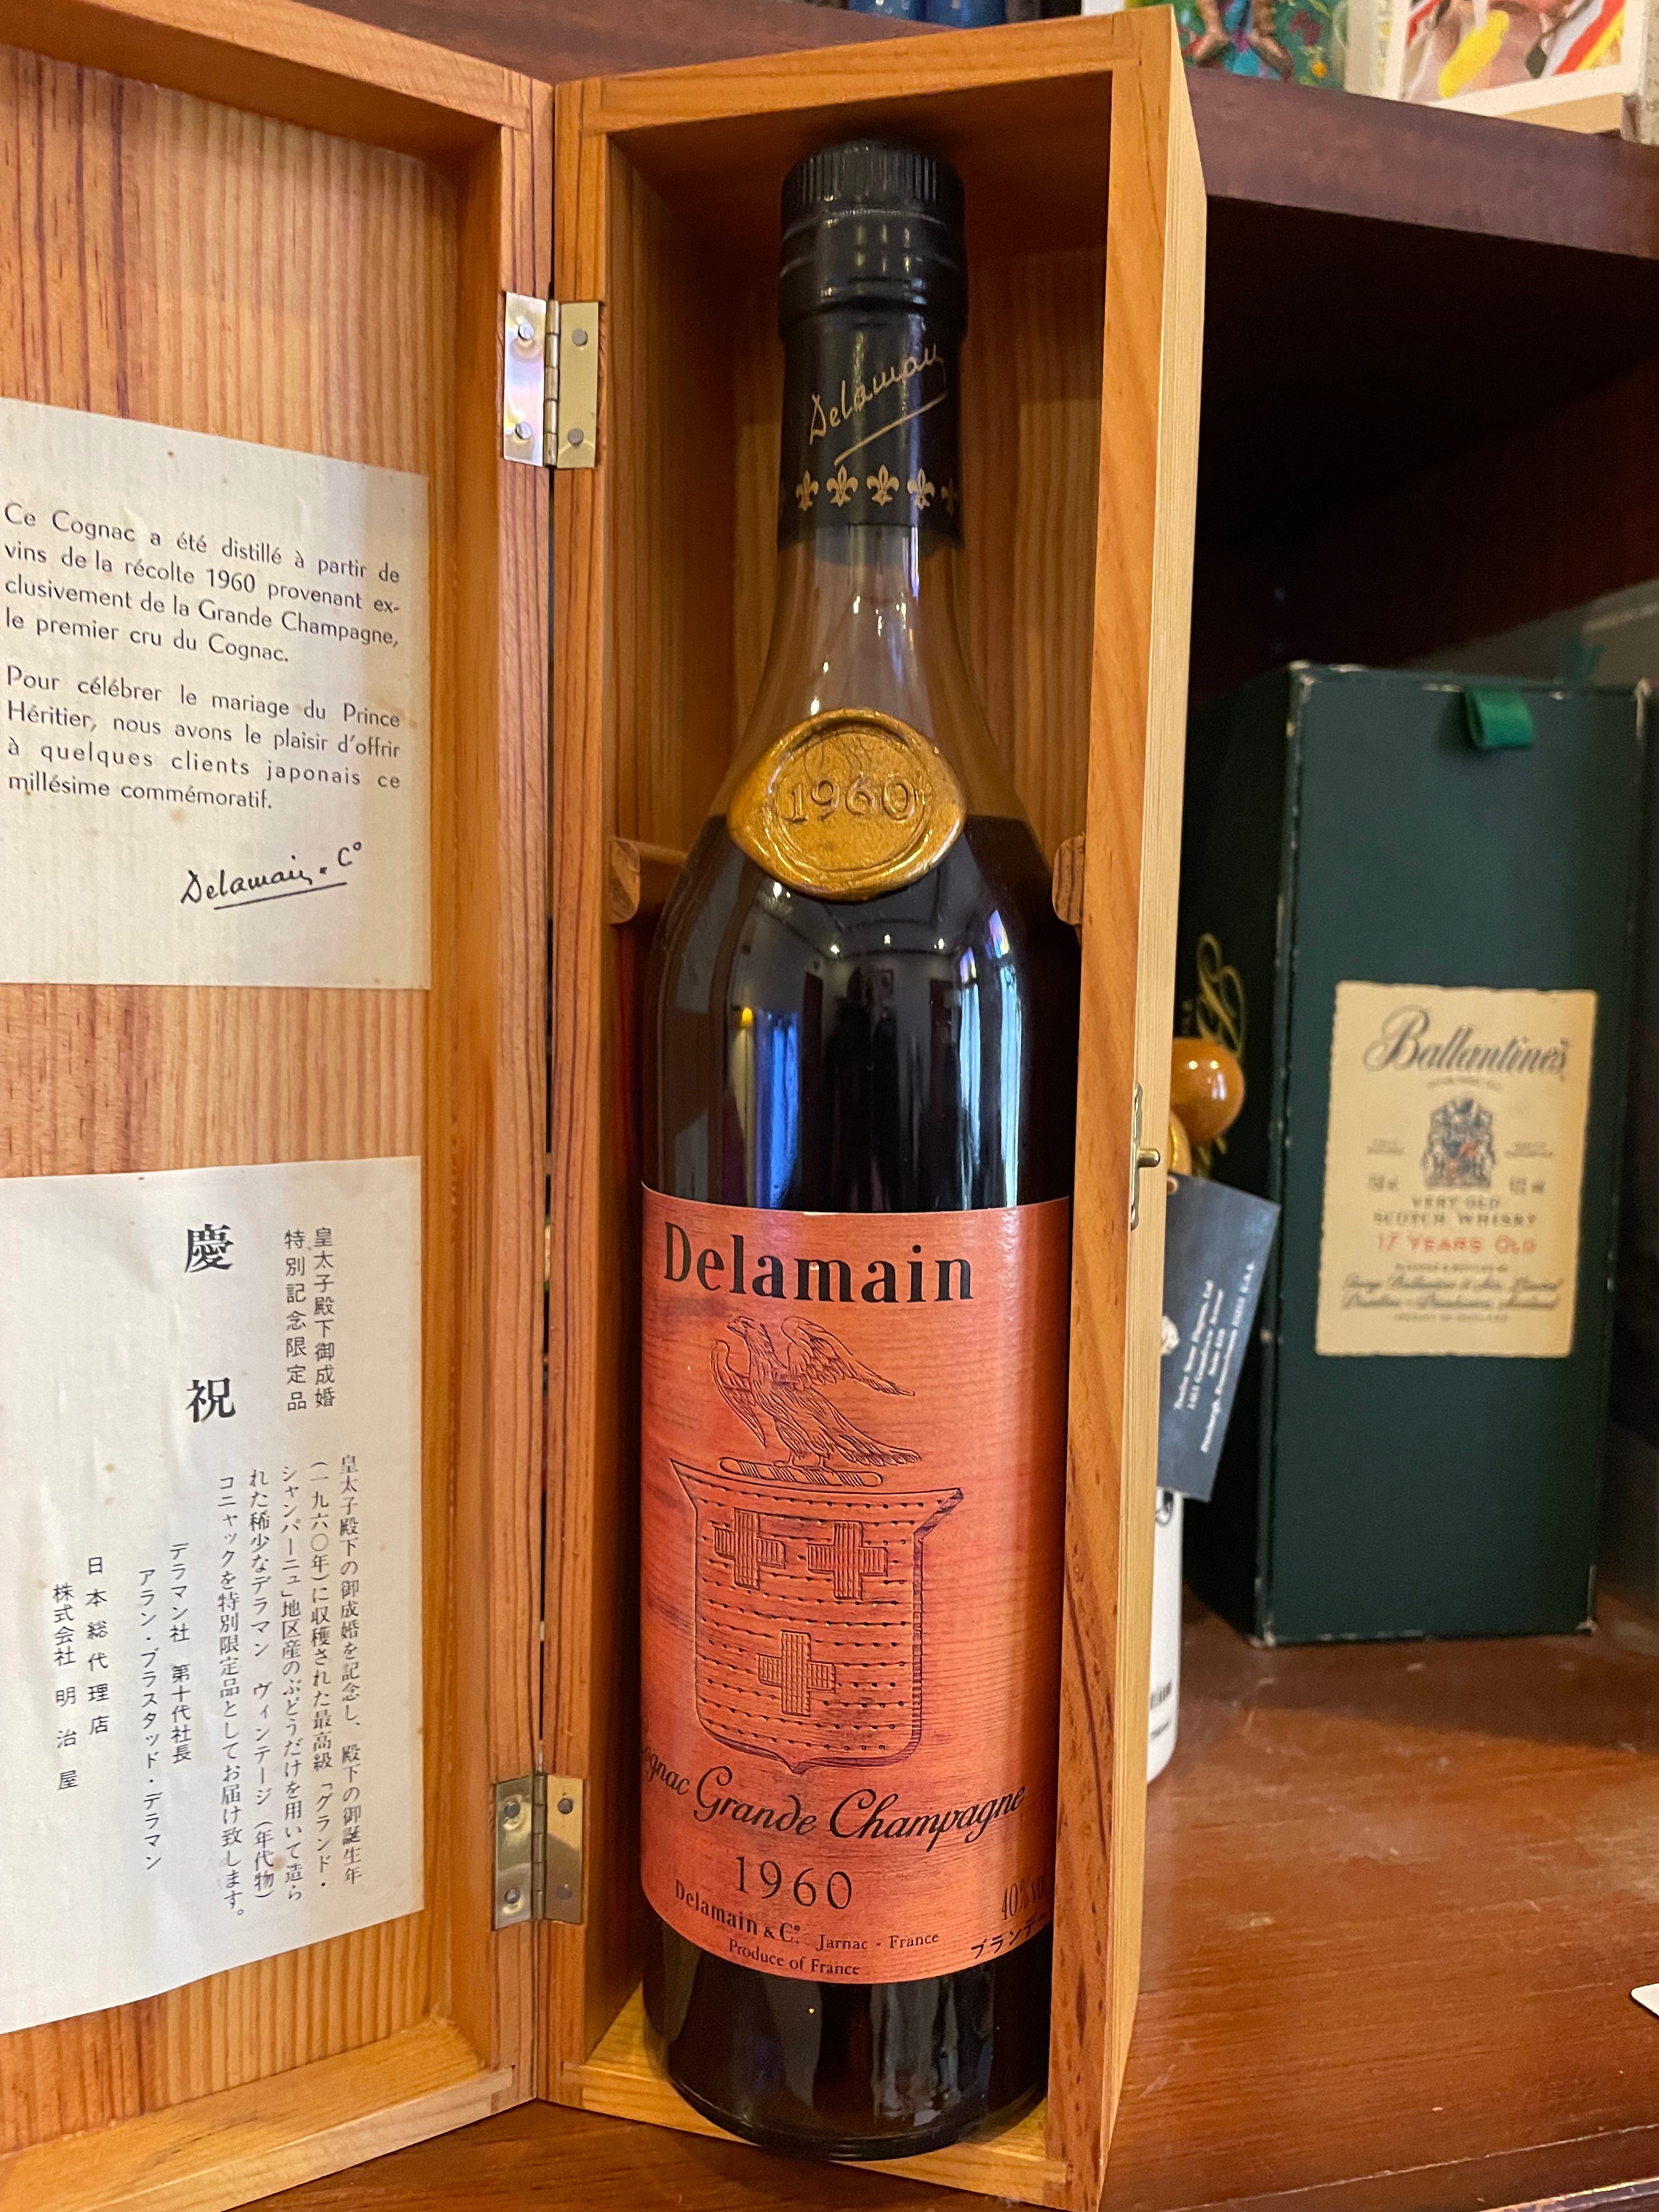 Ce Cognac a été distillé à partir de
vins de la récolte 1960 provenant ex-
clusivement de la Grande Champagne,
le premier cru du Cognac.
Pour célébrer le mariage du Prince
Héritier, nous avons le plaisir d'offrir
à quelques clients japonais ce
millésime commémoratif.
Delamain. C°
皇太子殿下御成婚
特別記念限定品
慶祝
皇太子殿下の御成婚を記念し、殿下の御誕生年
(一九六〇年)に収穫された最高級「グランド・
シャンパーニュ」地区産のぶどうだけを用いて造ら
れた稀少なデラマン ヴィンテージ(年代物)
コニャックを特別限定品としてお届け致します。
デラマン社 第十代社長
アラン・ブラスタッド・デラマン
日本総代理店
株式会社 明治屋
Delamain
1960
Delamain
Cognac Grande Champagne
1960
40%
Delamain & C° Jarnac - France
Produce of France
Ballantine's
VERY OLD
SCOTCH WHISKY
17 YEARS OLD